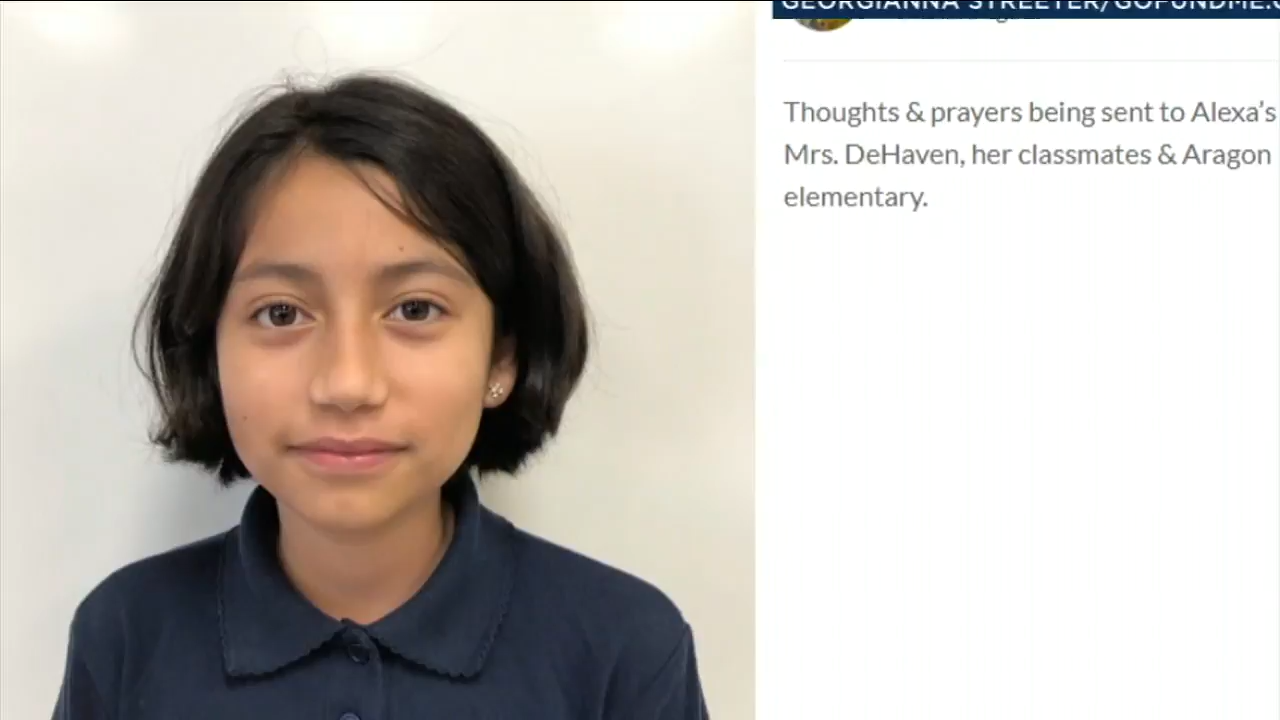 GEORGIANNA STREETER/GOFUNDME.C
Thoughts & prayers being sent to Alexa’s
Mrs. DeHaven, her classmates & Aragon
elementary.